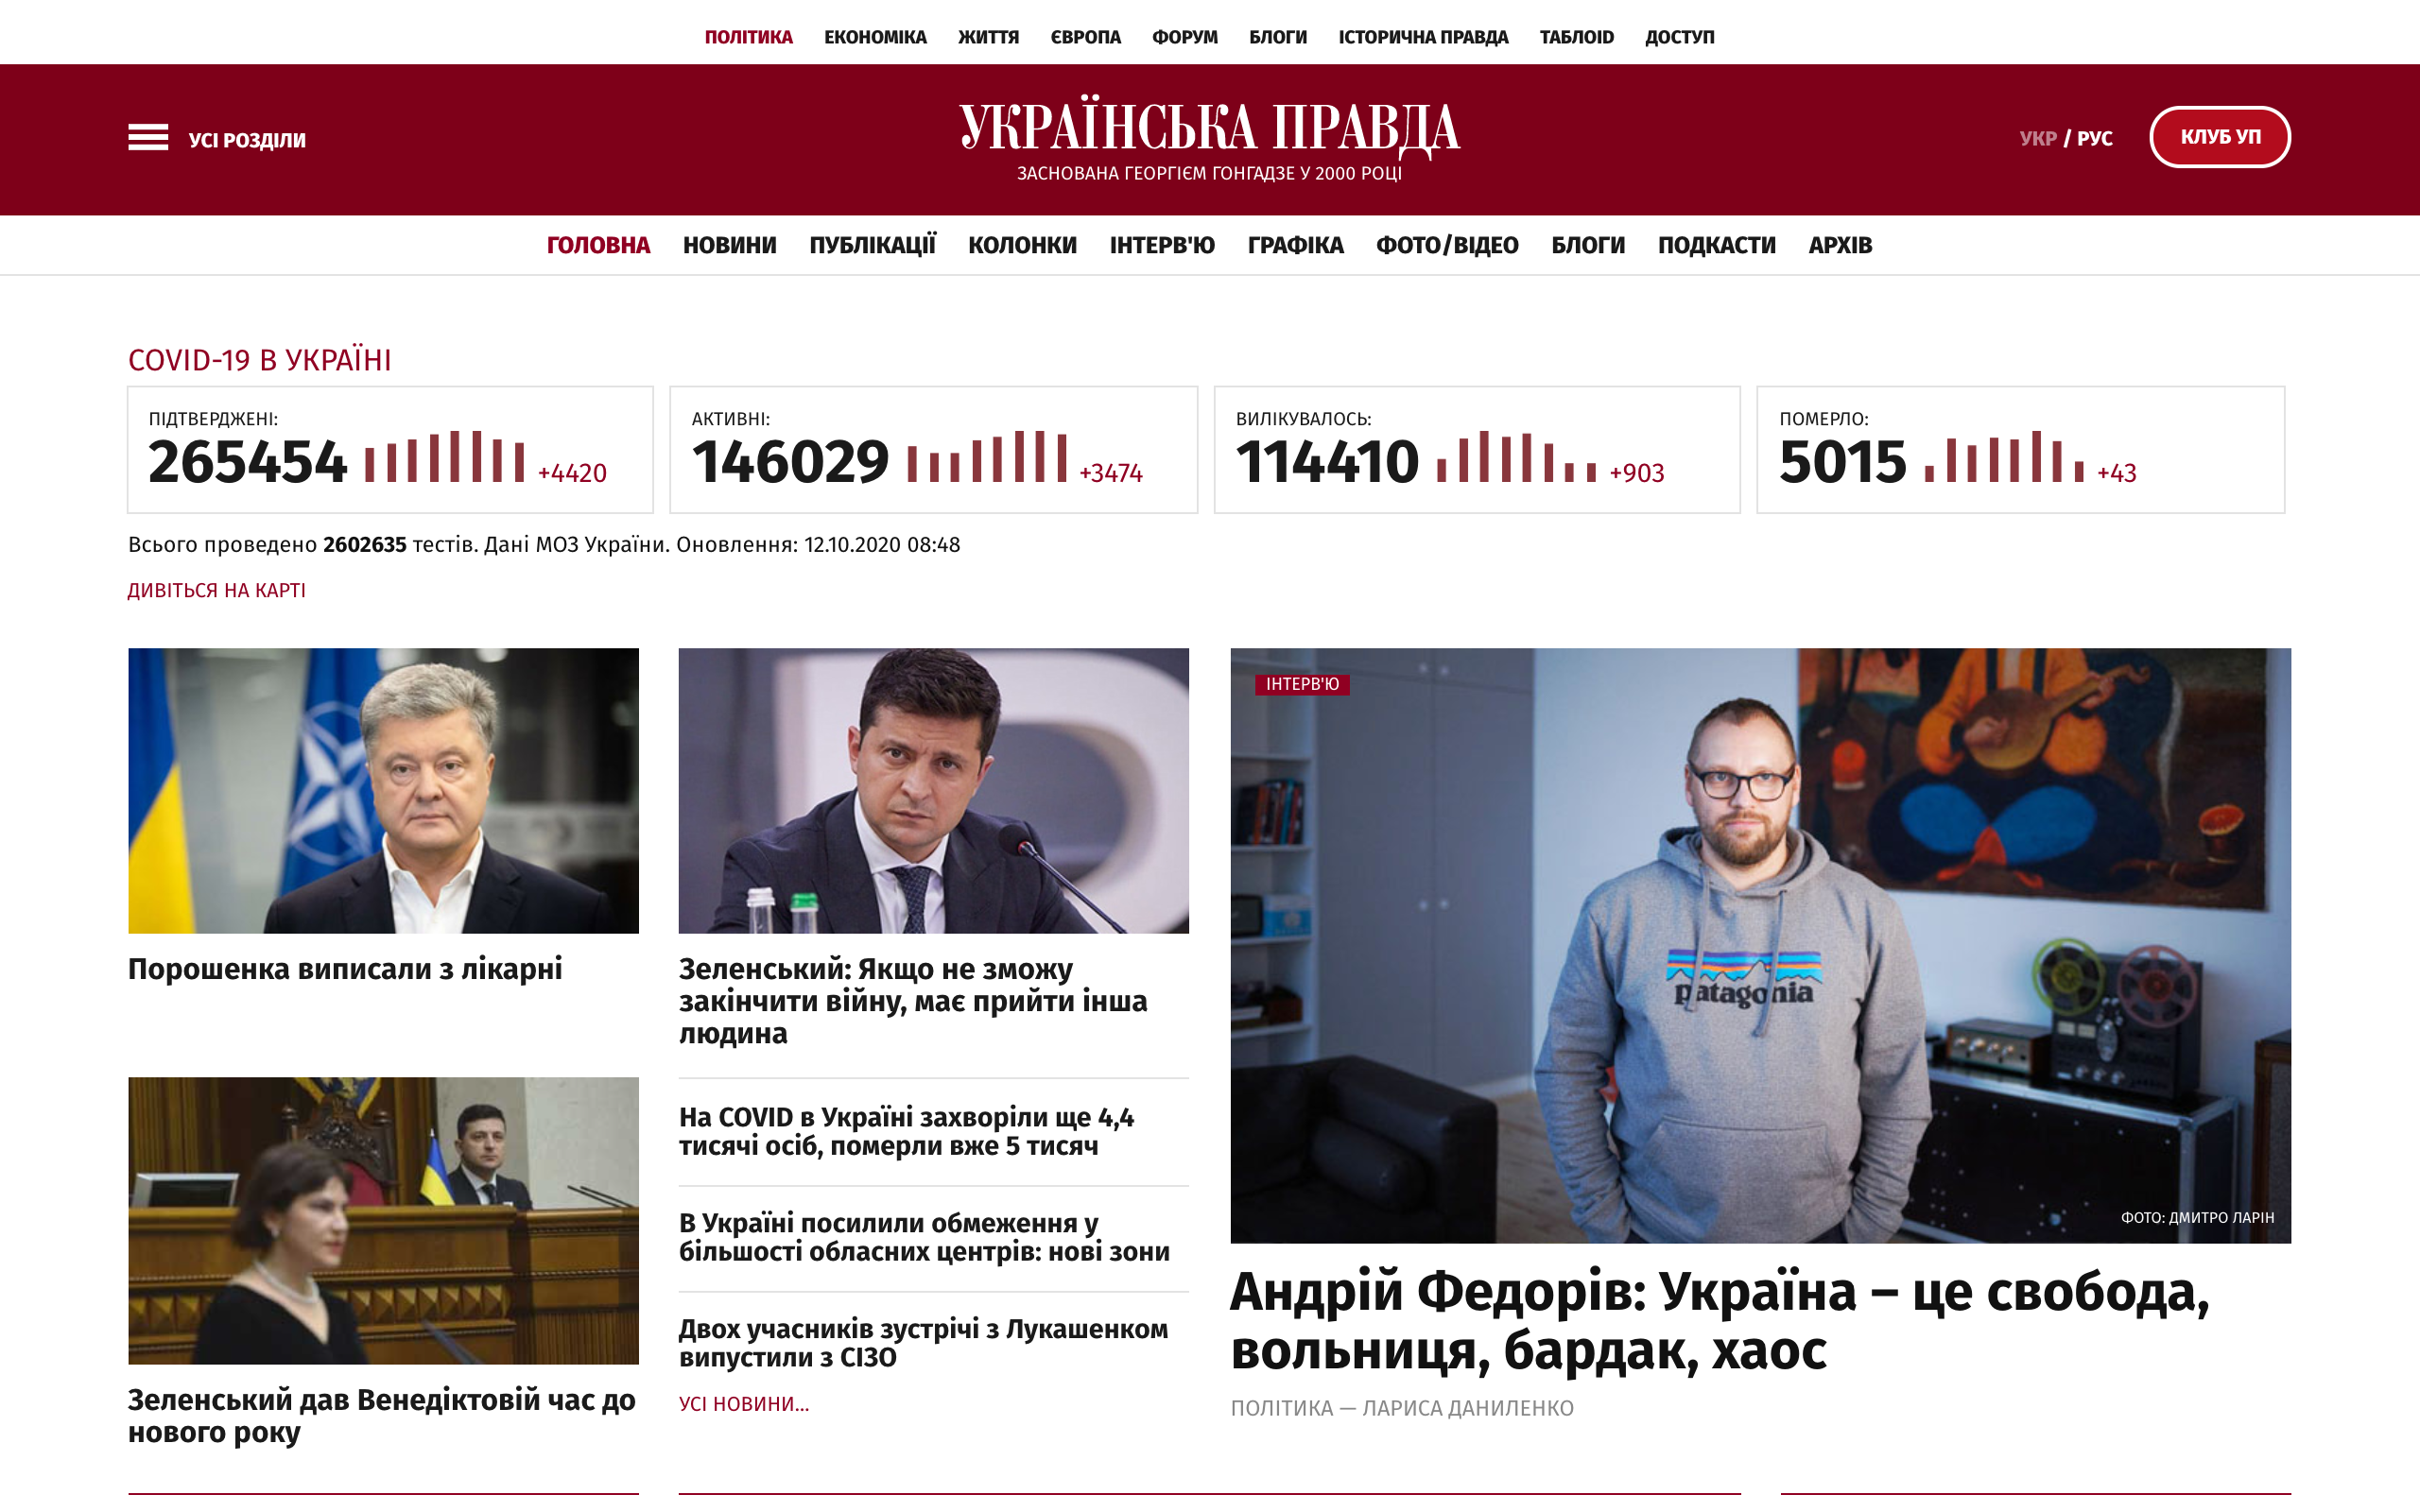 ПОЛІТИКА ЕКОНОМІКА ЖИТТЯ ЄВРОПА ФОРУМ БЛОГИ ІСТОРИЧНА ПРАВДА ТАБЛОID ДОСТУП
УСІ РОЗДІЛИ
УКРАЇНСЬКА ПРАВДА
ЗАСНОВАНА ГЕОРГІЄМ ГОНГАДЗЕ У 2000 РОЦІ
УКР / РУС
КЛУБ УП
ГОЛОВНА НОВИНИ ПУБЛІКАЦІЇ КОЛОНКИ ІНТЕРВ'Ю ГРАФІКА ФОТО/ВІДЕО БЛОГИ ПОДКАСТИ АРХІВ
COVID-19 В УКРАЇНІ
ПІДТВЕРДЖЕНІ:
265454 +4420
АКТИВНІ:
146029 +3474
ВИЛІКУВАЛОСЬ:
114410 +903
ПОМЕРЛО:
5015 +43
Всього проведено 2602635 тестів. Дані МОЗ України. Оновлення: 12.10.2020 08:48
ДИВІТЬСЯ НА КАРТІ
Порошенка виписали з лікарні
Зеленський дав Венедіктовій час до
нового року
Зеленський: Якщо не зможу
закінчити війну, має прийти інша
людина
На COVID в Україні захворіли ще 4,4
тисячі осіб, померли вже 5 тисяч
В Україні посилили обмеження у
більшості обласних центрів: нові зони
Двох учасників зустрічі з Лукашенком
випустили з СІЗО
УСІ НОВИНИ...
ІНТЕРВ'Ю
patagonia
ФОТО: ДМИТРО ЛАРІН
Андрій Федорів: Україна – це свобода,
вольниця, бардак, хаос
ПОЛІТИКА — ЛАРИСА ДАНИЛЕНКО